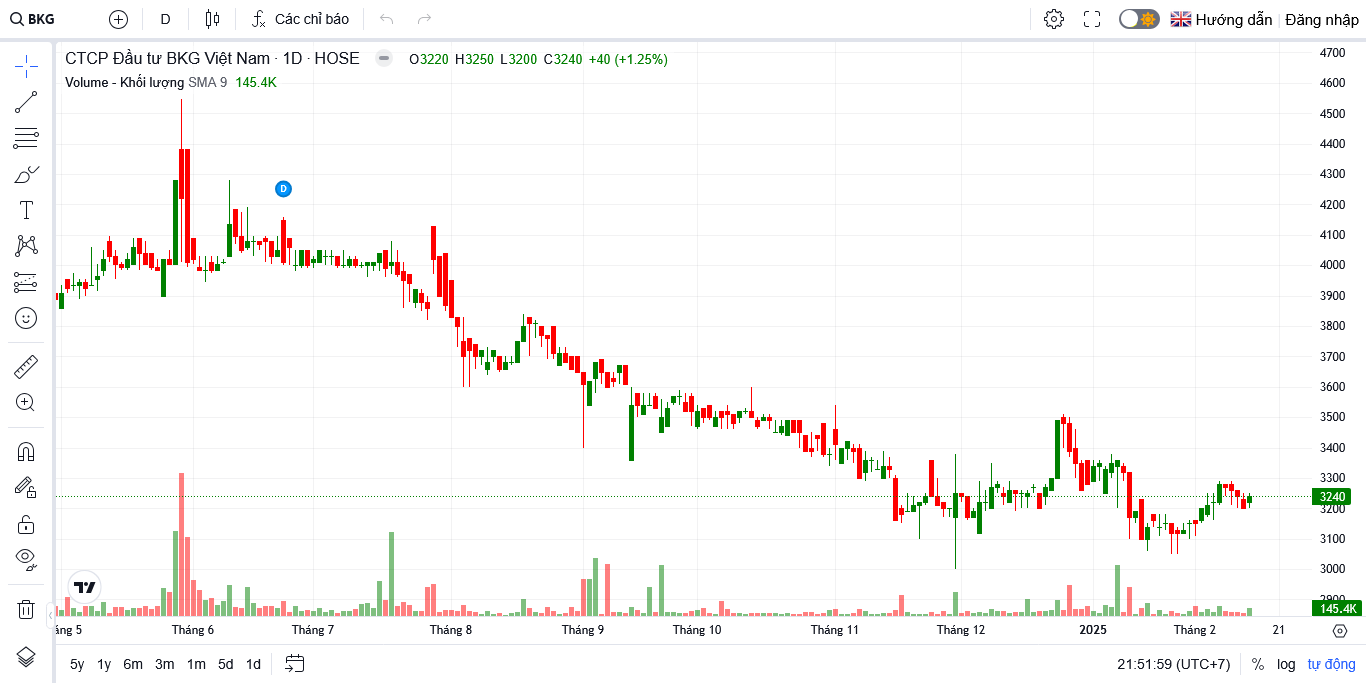 BKG D Các chỉ báo Hướng dẫn Đăng nhập
CTCP Đầu tư BKG Việt Nam · 1D · HOSE O3220 H3250 L3200 C3240 +40 (+1.25%)
Volume - Khối lượng SMA 9 145.4K
D
4700
4600
4500
4400
4300
4200
4100
4000
3900
3800
3700
3600
3500
3400
3300
3240
3200
3100
3000
2900
145.4K
áng 5 Tháng 6 Tháng 7 Tháng 8 Tháng 9 Tháng 10 Tháng 11 Tháng 12 2025 Tháng 2 21
5y 1y 6m 3m 1m 5d 1d 21:51:59 (UTC+7) % log tự động